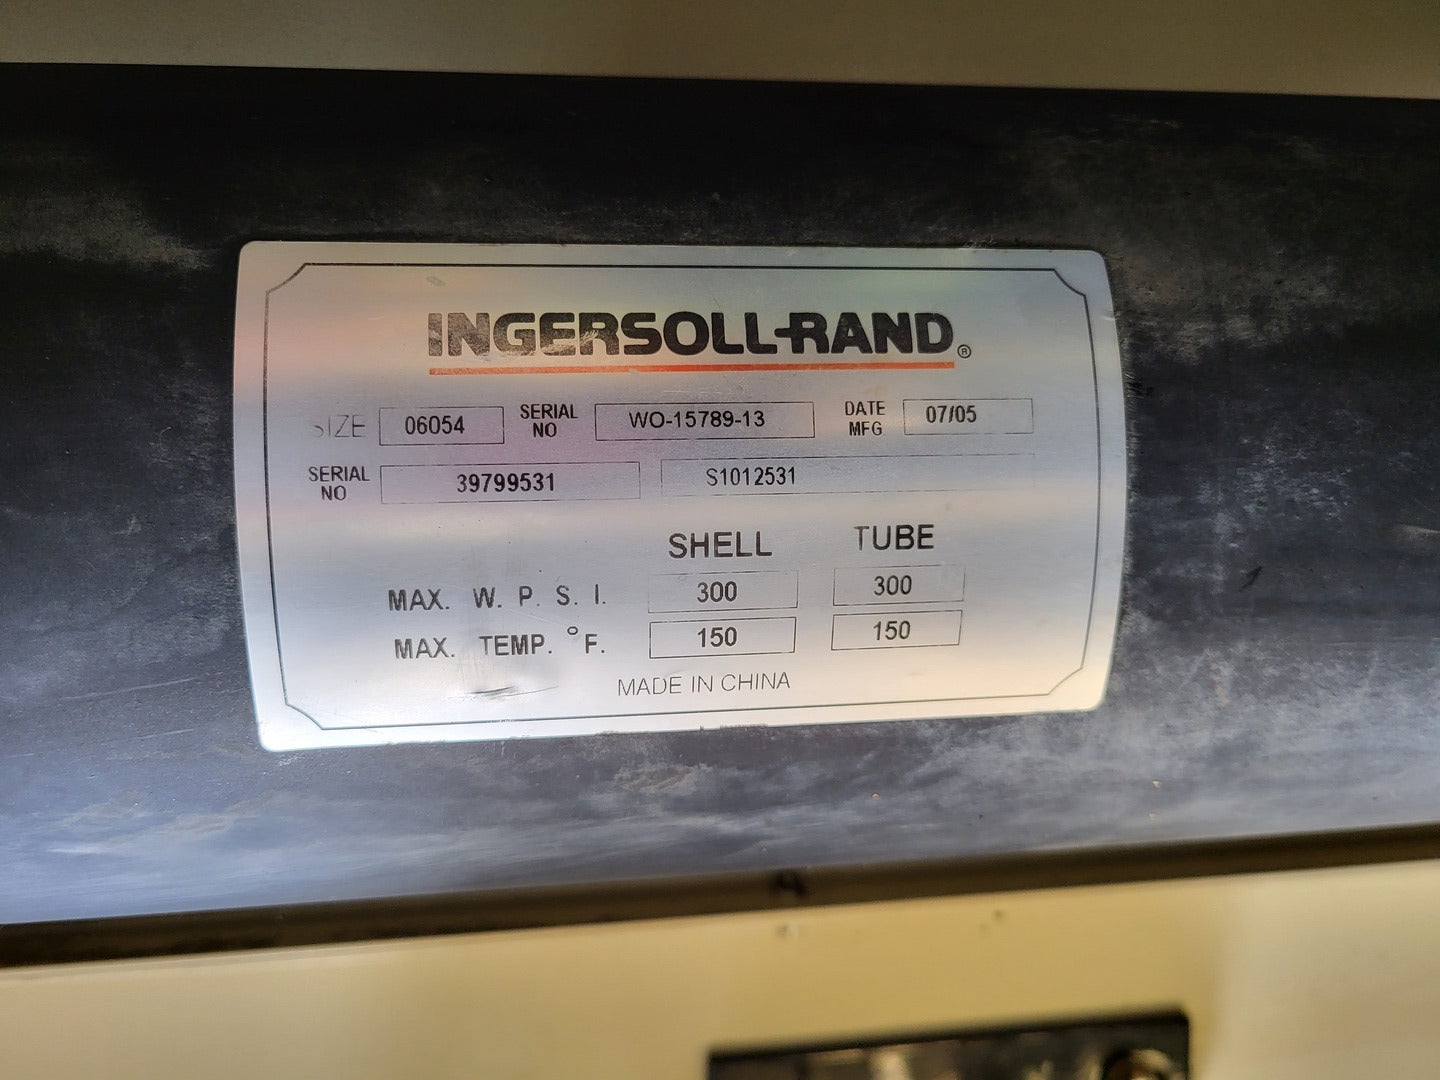 INGERSOLL-RAND®
SIZE 06054 SERIAL NO WO-15789-13 DATE MFG 07/05
SERIAL NO 39799531 S1012531
SHELL TUBE
MAX. W. P. S. I. 300 300
MAX. TEMP. °F. 150 150
MADE IN CHINA